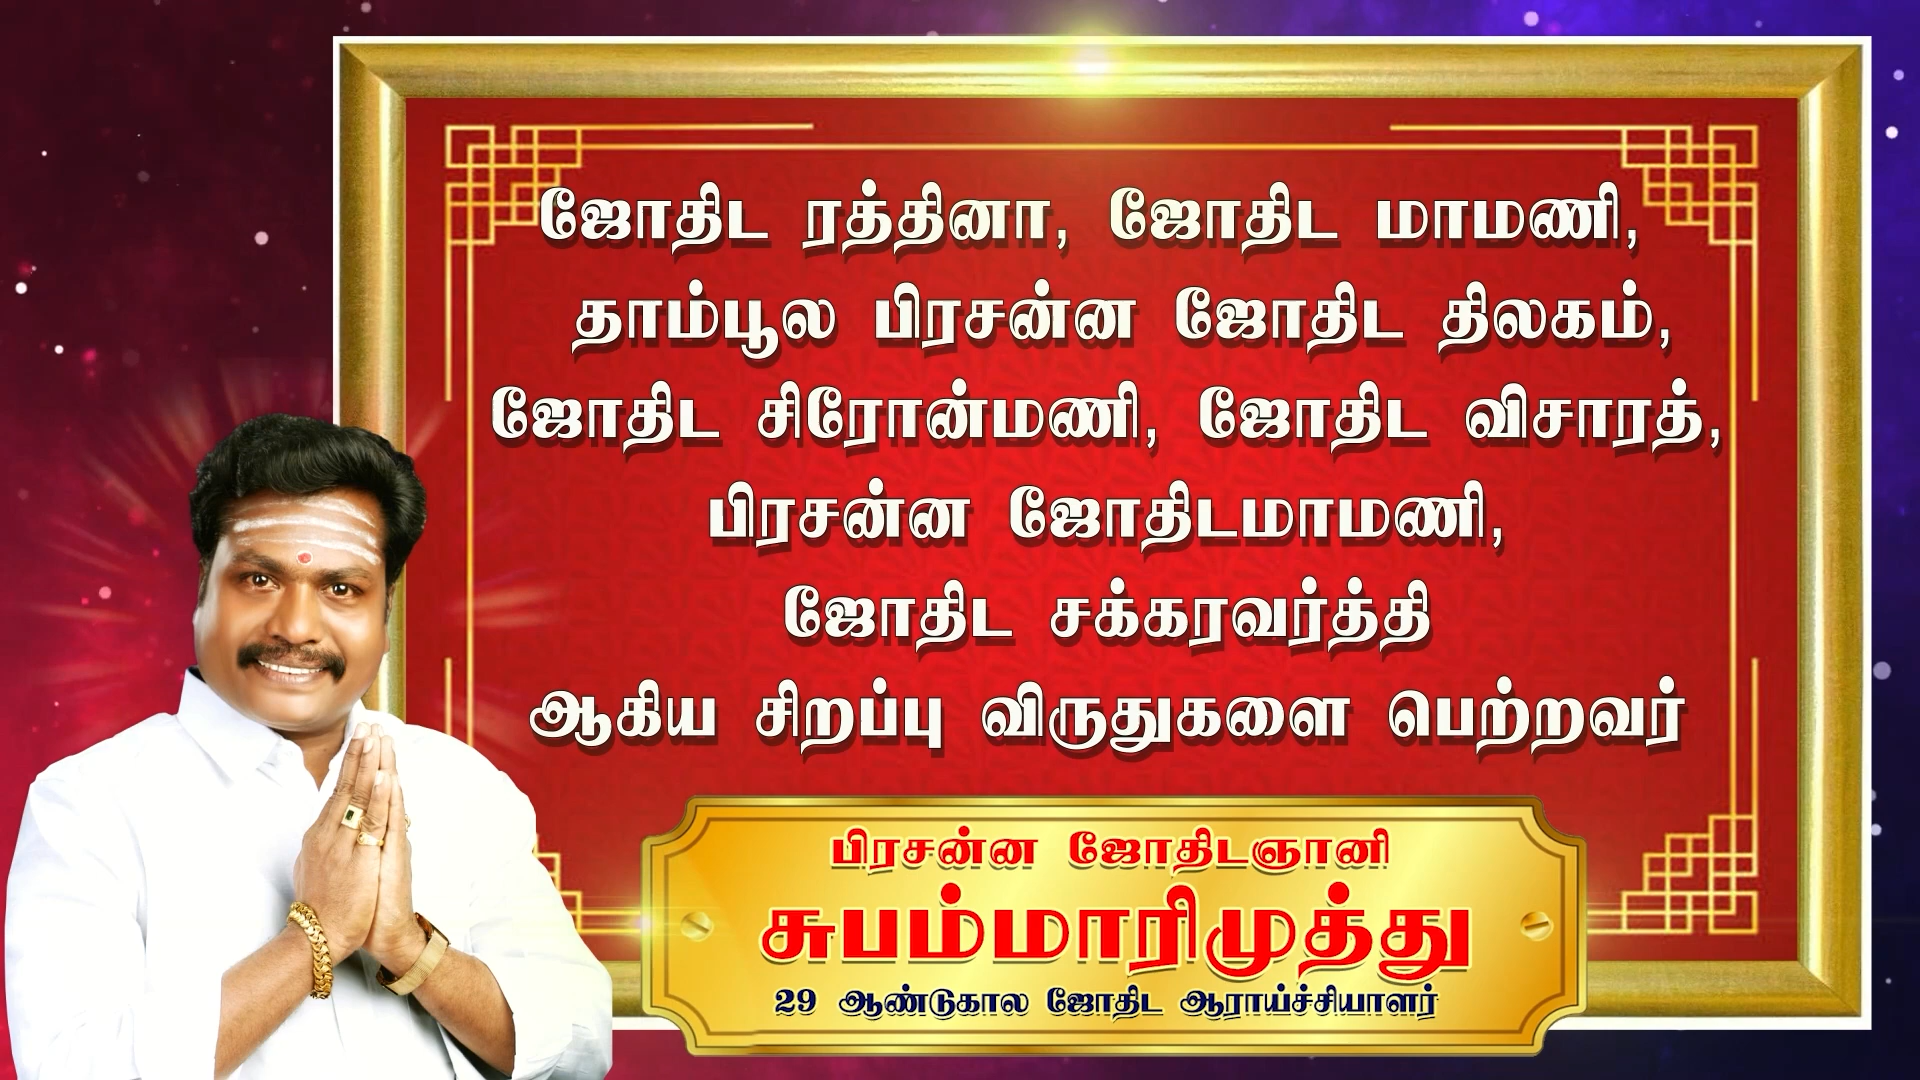 ஜோதிட ரத்தினா, ஜோதிட மாமணி,
தாம்பூல பிரசன்ன ஜோதிட திலகம்,
ஜோதிட சிரோன்மணி, ஜோதிட விசாரத்,
பிரசன்ன ஜோதிடமாமணி,
ஜோதிட சக்கரவர்த்தி
ஆகிய சிறப்பு விருதுகளை பெற்றவர்
பிரசன்ன ஜோதிடஞானி
சுபம்மாரிமுத்து
29 ஆண்டுகால ஜோதிட ஆராய்ச்சியாளர்